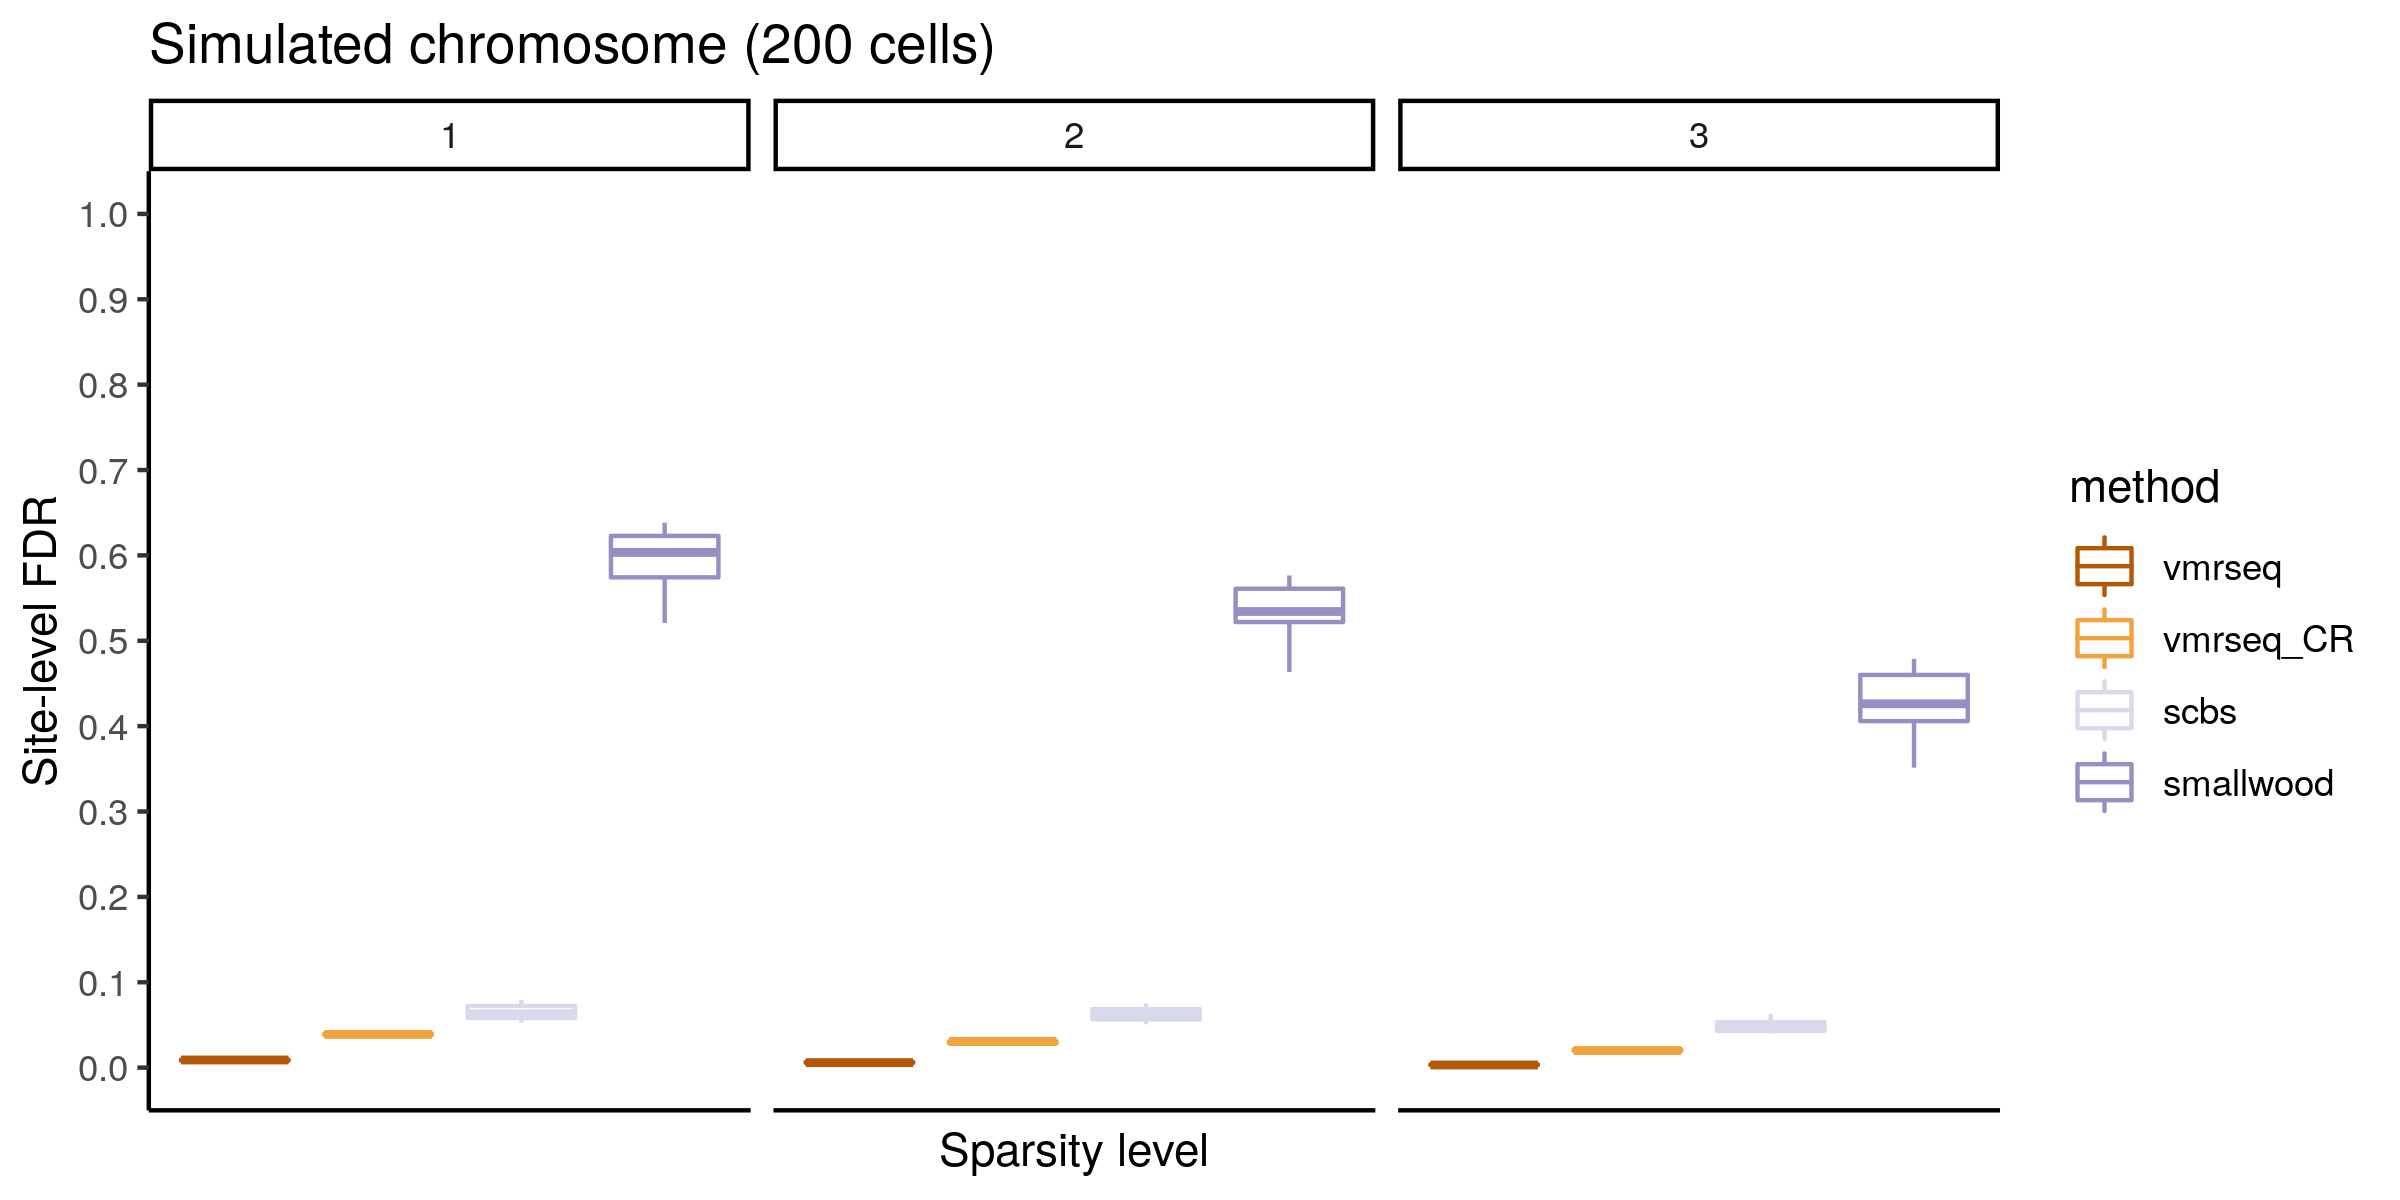 Simulated chromosome (200 cells)
1
2
3
1.0
0.9
0.8
0.7
0.6
0.5
0.4
0.3
0.2
0.1
0.0
Site-level FDR
Sparsity level
method
vmrseq
vmrseq_CR
scbs
smallwood